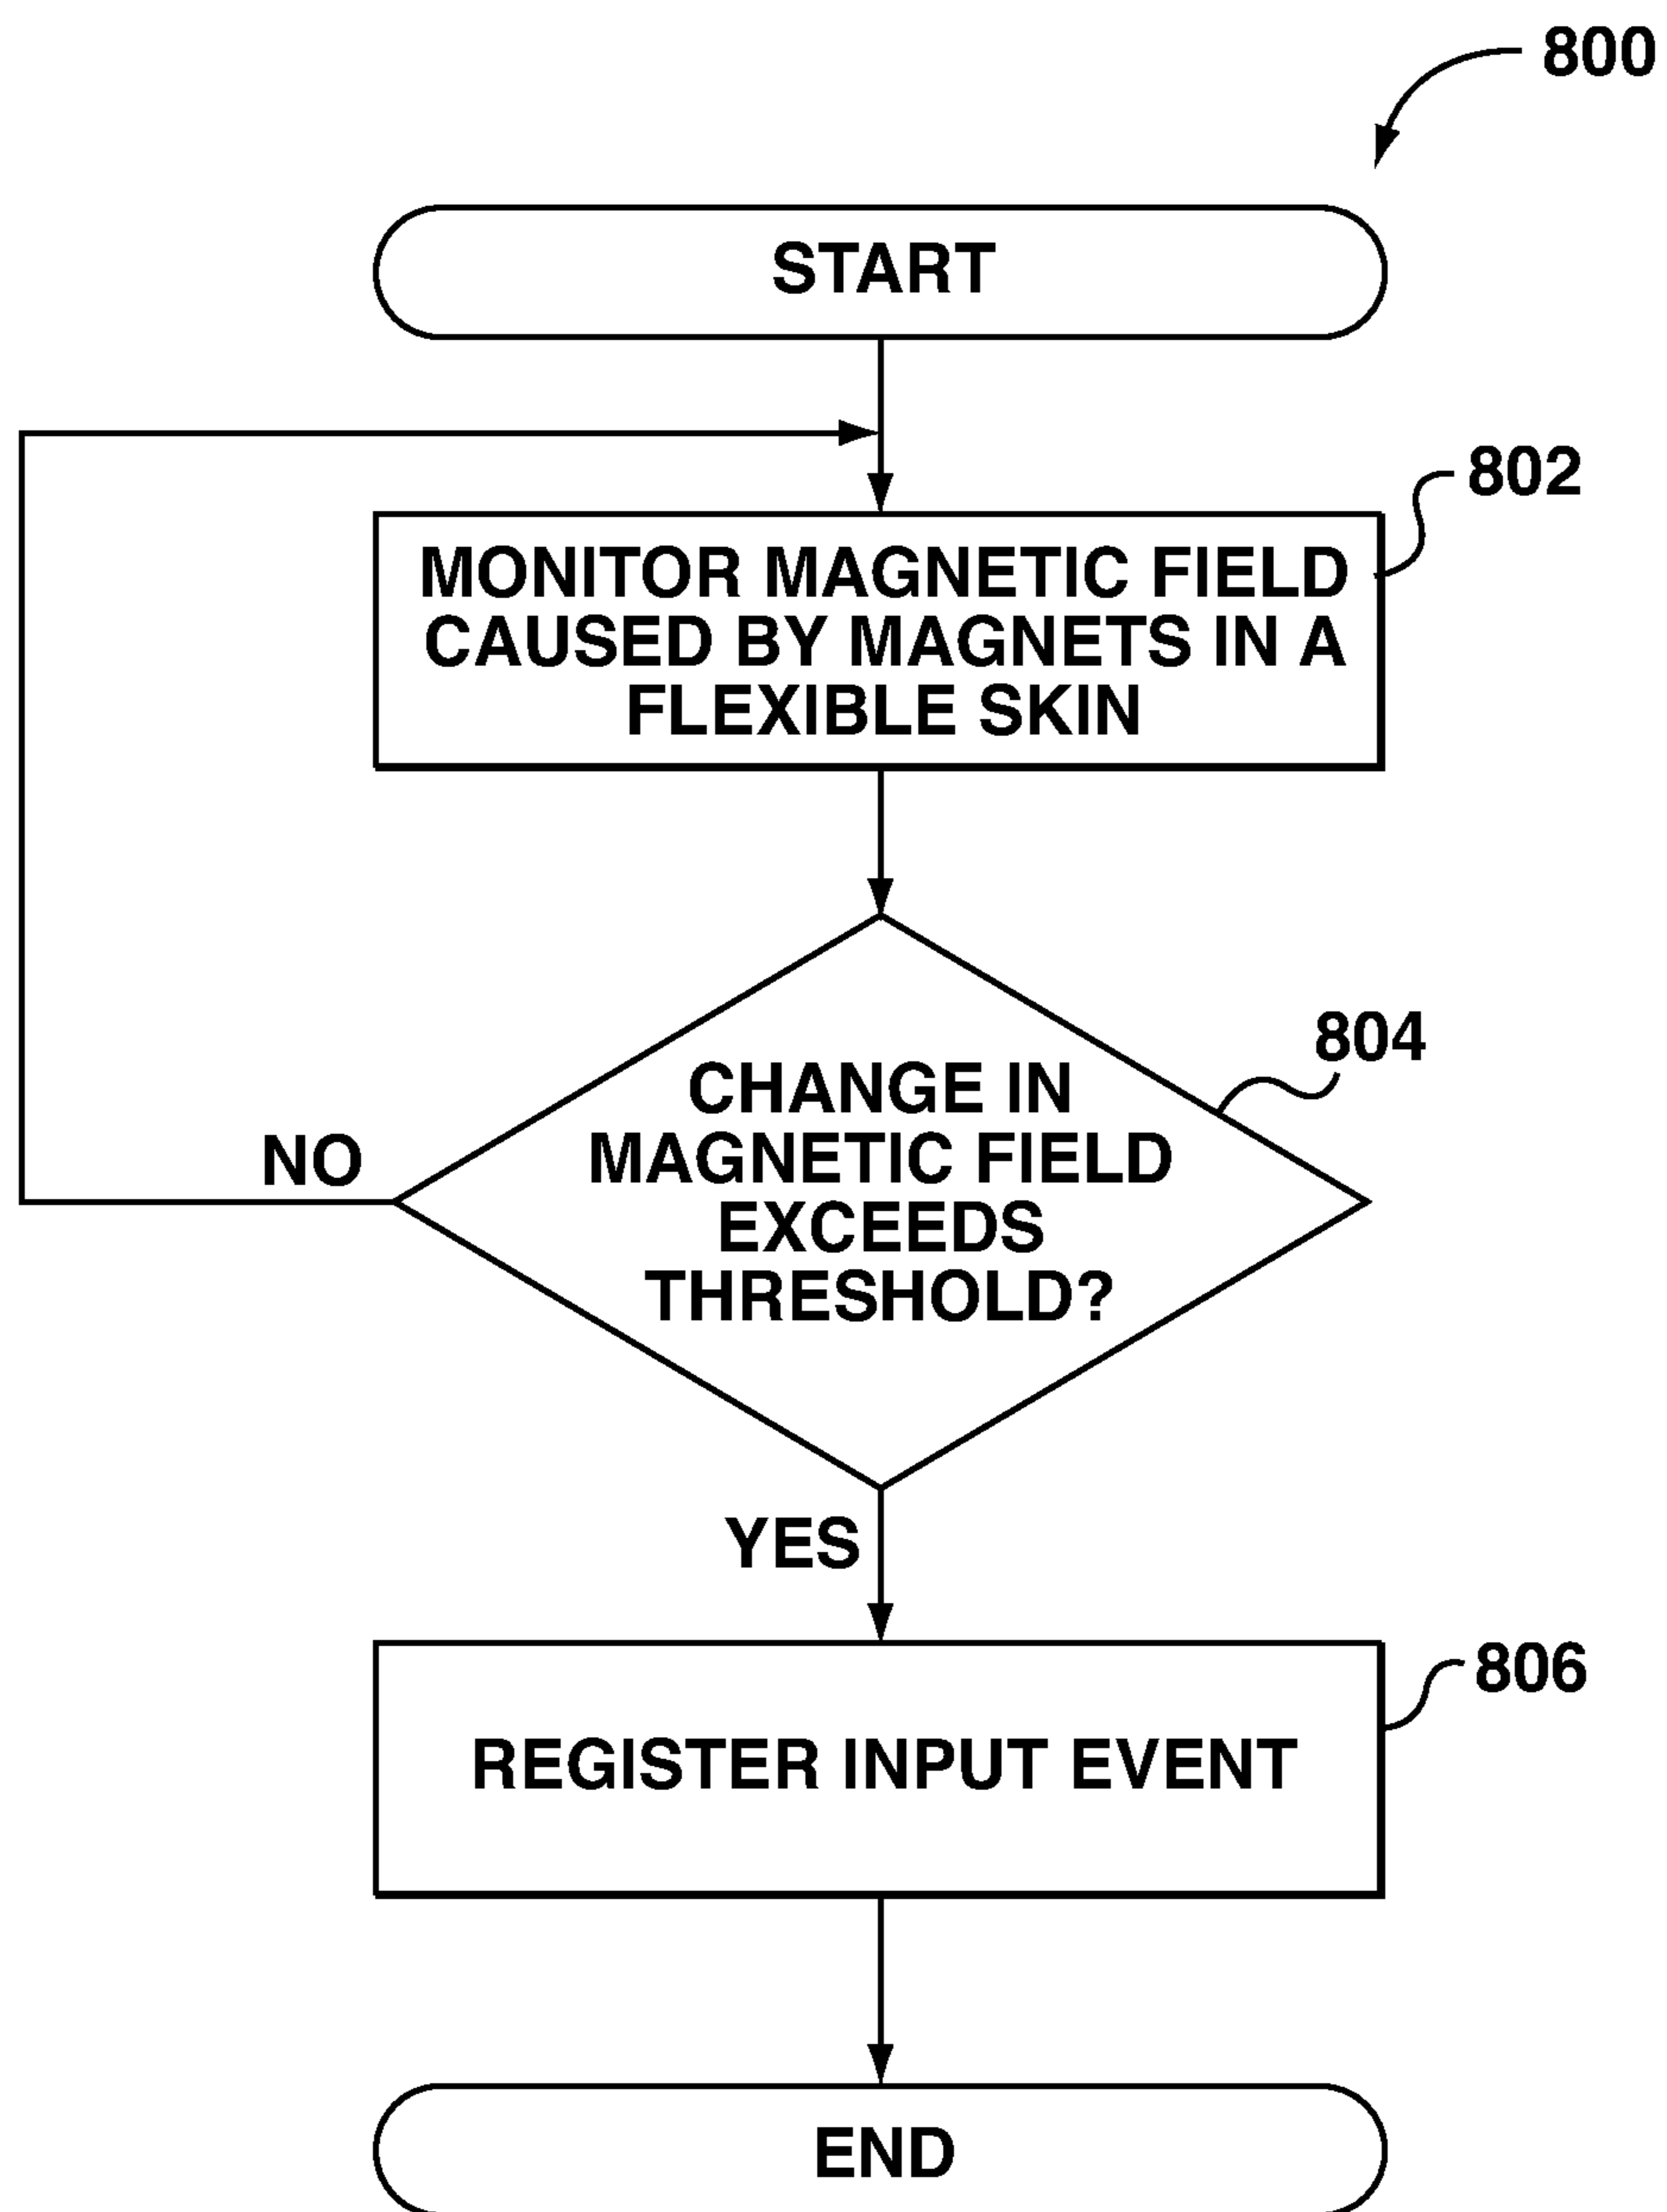 800
START
802
MONITOR MAGNETIC FIELD
CAUSED BY MAGNETS IN A
FLEXIBLE SKIN
804
CHANGE IN
MAGNETIC FIELD
EXCEEDS
THRESHOLD?
NO
YES
806
REGISTER INPUT EVENT
END